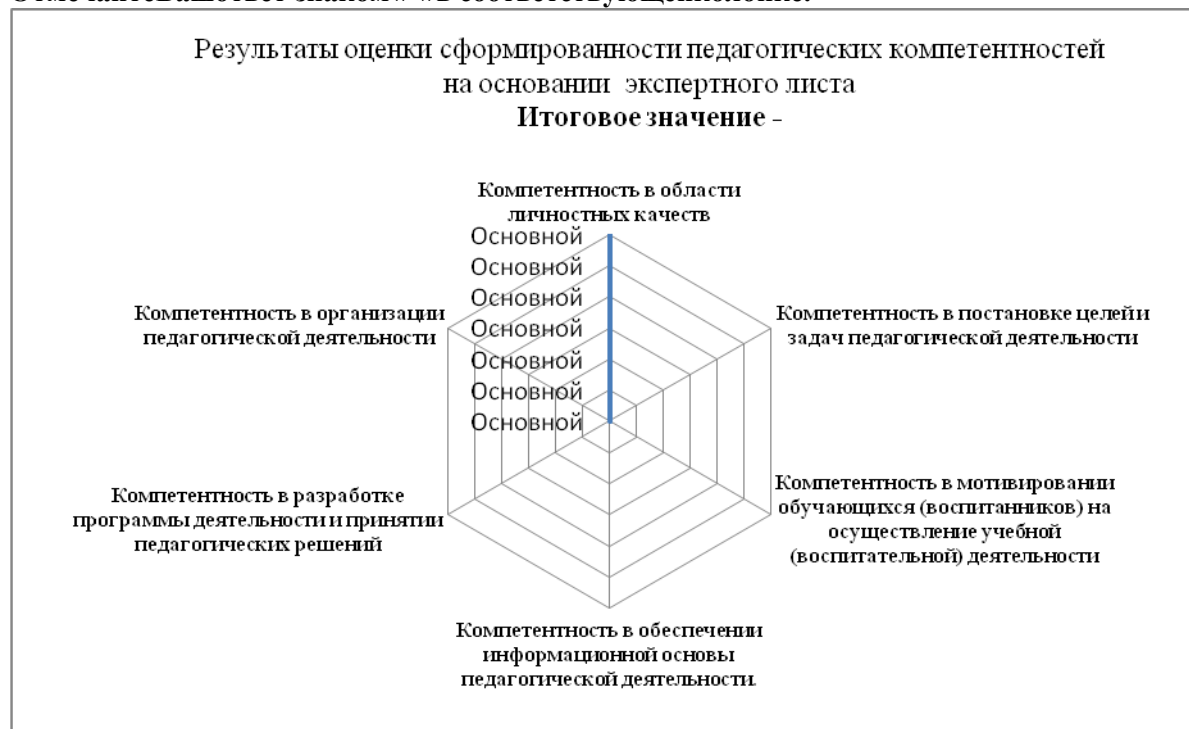 Результаты оценки сформированности педагогических компетентностей
на основании экспертного листа
Итоговое значение -
Компетентность в области
личностных качеств
Основной
Основной
Основной
Основной
Основной
Основной
Основной
Компетентность в постановке целей и
задач педагогической деятельности
Компетентность в мотивировании
обучающихся (воспитанников) на
осуществление учебной
(воспитательной) деятельности
Компетентность в обеспечении
информационной основы
педагогической деятельности.
Компетентность в разработке
программы деятельности и принятии
педагогических решений
Компетентность в организации
педагогической деятельности